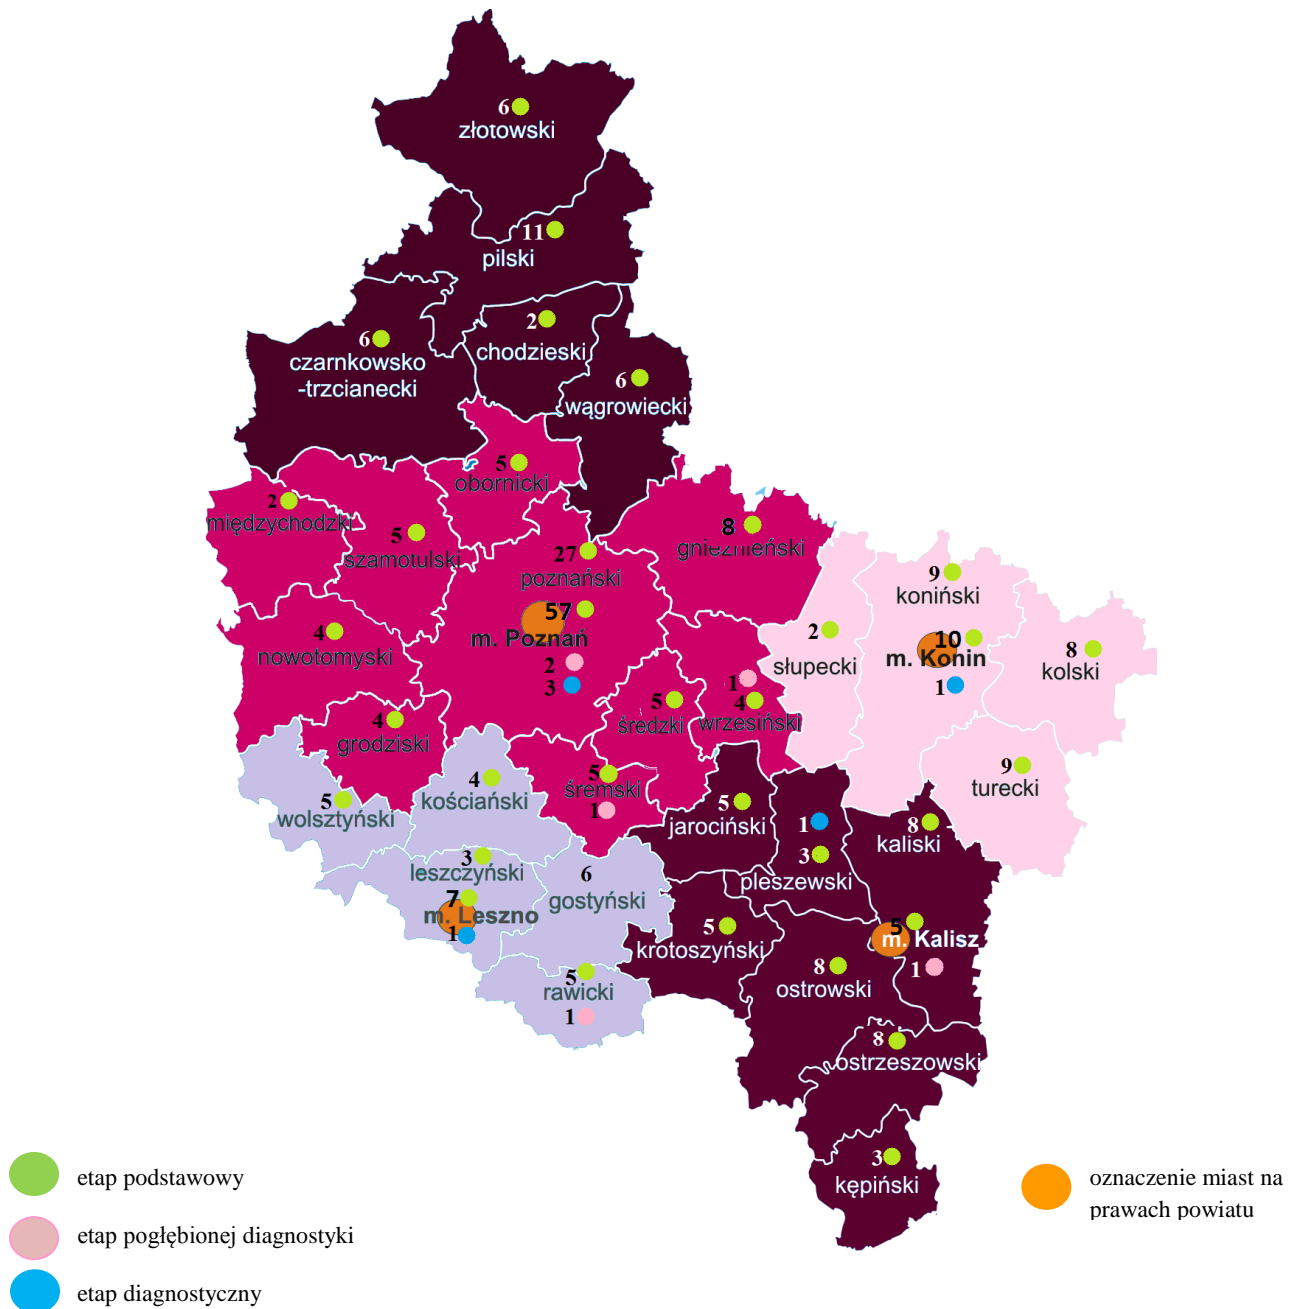 6
złotowski
11
pilski
2
chodzieski
6
czarnkowsko
-trzcianecki
6
wągrowiecki
5
obornicki
2
międzychodzki
5
szamotulski
8
gnieźnieński
27
poznański
57
m. Poznań
2
3
4
nowotomyski
4
grodziski
5
średzki
1
4
wrzesiński
5
śremski
1
2
słupecki
9
koniński
10
m. Konin
1
8
kolski
9
turecki
5
wolsztyński
4
kościański
3
leszczyński
7
m. Leszno
1
6
gostyński
5
rawicki
1
5
jarociński
1
3
pleszewski
8
kaliski
5
m. Kalisz
1
5
krotoszyński
8
ostrowski
8
ostrzeszowski
3
kępiński
etap podstawowy
etap pogłębionej diagnostyki
etap diagnostyczny
oznaczenie miast na
prawach powiatu